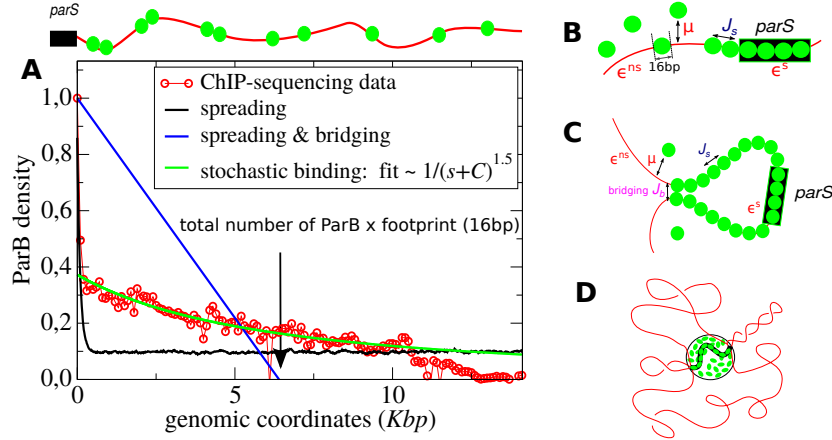 parS
A
ChIP-sequencing data
spreading
spreading & bridging
stochastic binding: fit ~ 1/(s+C)^1.5
total number of ParB x footprint (16bp)
ParB density
1,0
0,8
0,6
0,4
0,2
0,0
0
5
10
genomic coordinates (Kbp)
B
μ
J_s
parS
16bp
ϵ^ns
ϵ^s
C
ϵ^ns
μ
J_s
bridging J_b
ϵ^s
parS
D